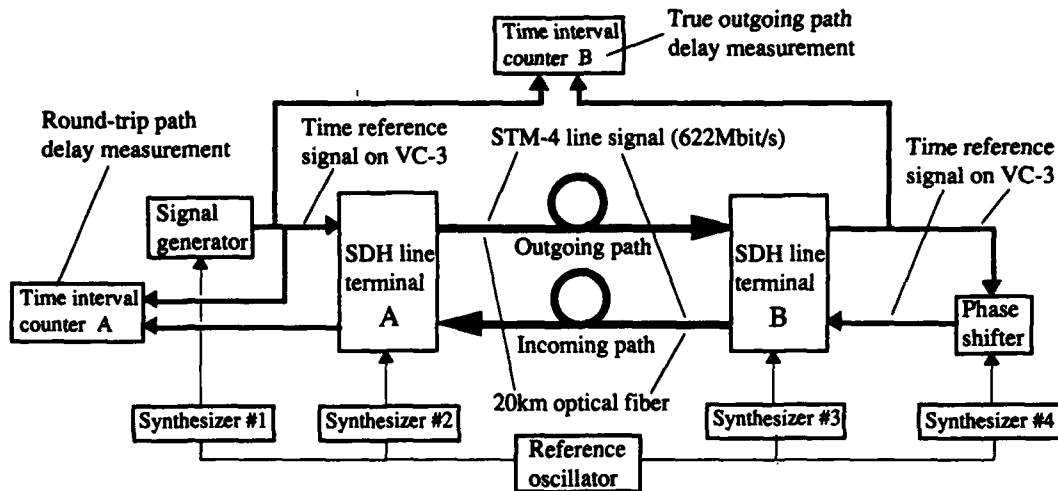 Time interval
counter B
True outgoing path
delay measurement
Round-trip path
delay measurement
Time reference
signal on VC-3
STM-4 line signal (622Mbit/s)
Time reference
signal on VC-3
Signal
generator
SDH line
terminal
A
Outgoing path
SDH line
terminal
B
Time interval
counter A
Incoming path
Phase
shifter
20km optical fiber
Synthesizer #1
Synthesizer #2
Synthesizer #3
Synthesizer #4
Reference
oscillator